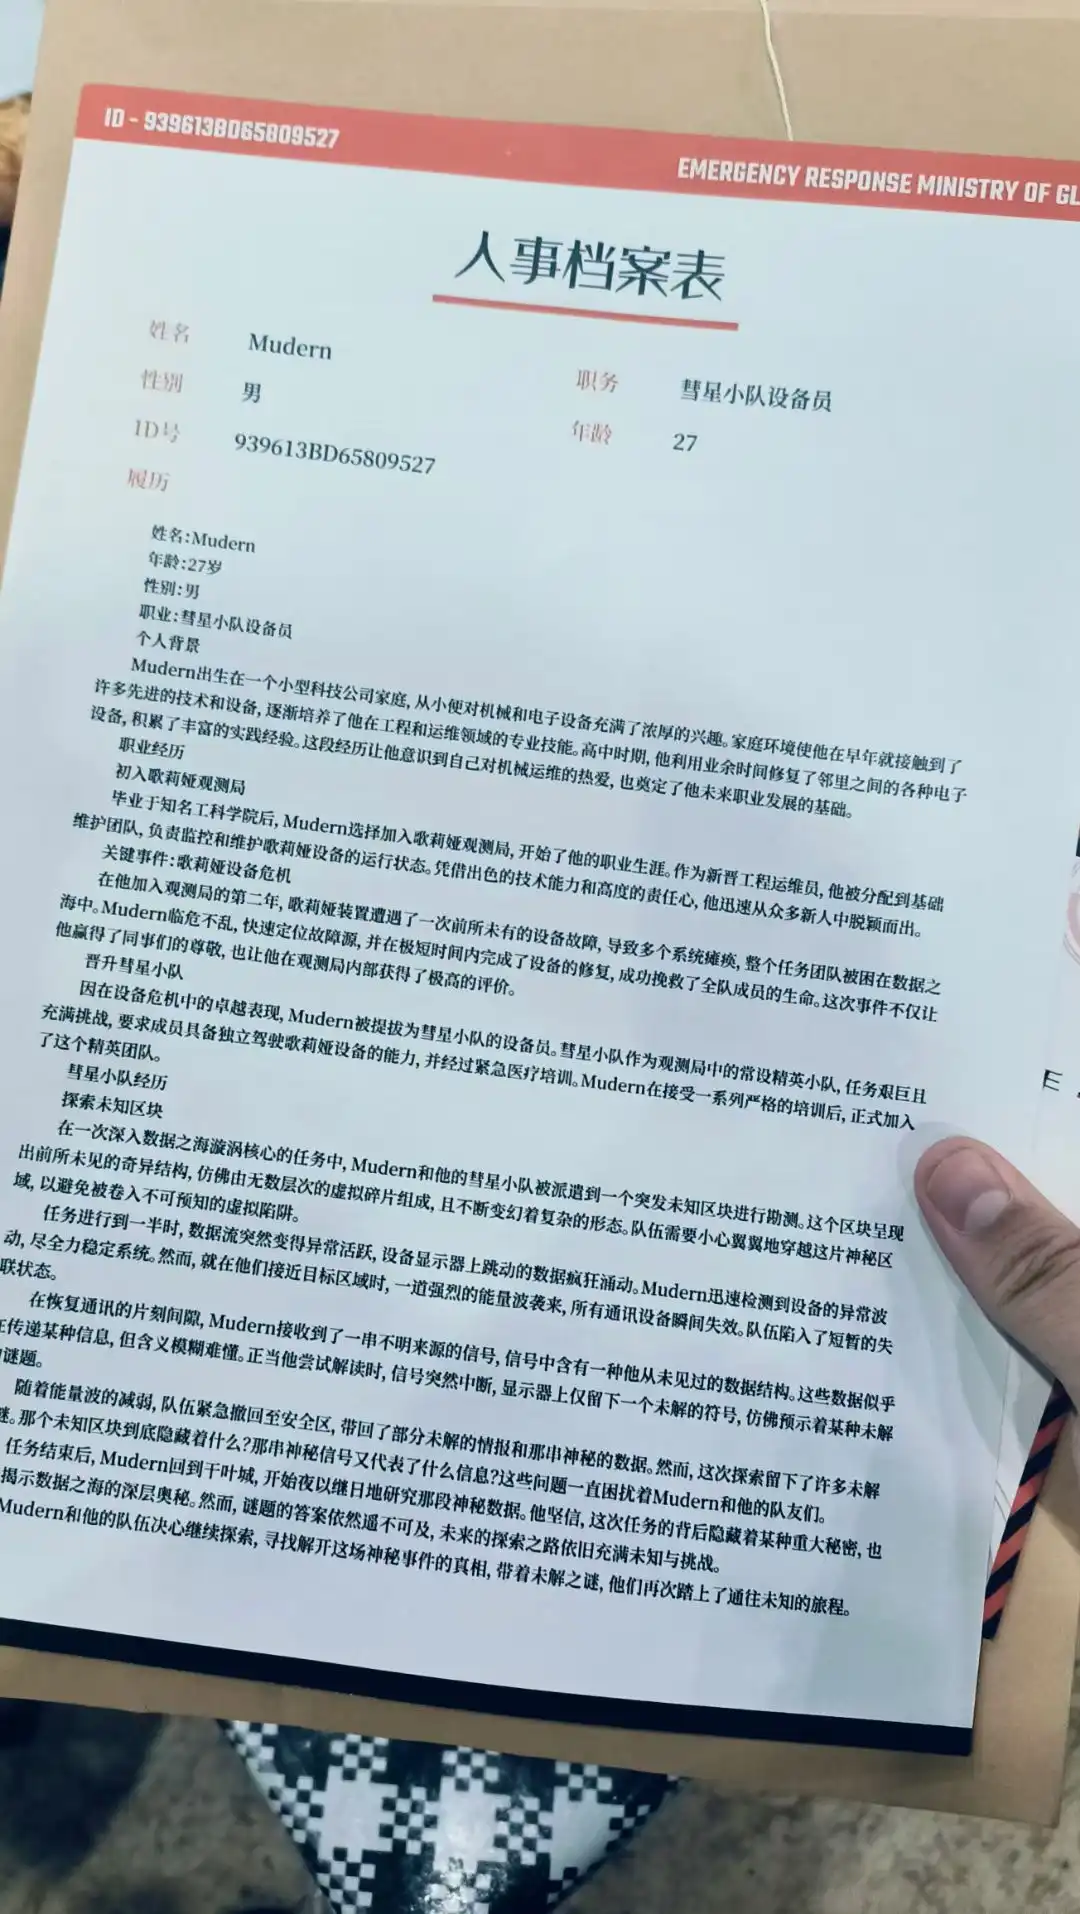 ID - 939613BD65809527
EMERGENCY RESPONSE MINISTRY OF GL
人事档案表
姓名 Mudern
职务 彗星小队设备员
性别 男
年龄 27
ID号 939613BD65809527
履历
姓名:Mudern
年龄:27岁
性别:男
职业:彗星小队设备员
个人背景
Mudern出生在一个小型科技公司家庭,从小便对机械和电子设备充满了浓厚的兴趣。家庭环境使他在早年就接触到了
许多先进的技术和设备,逐渐培养了他在工程和运维领域的专业技能。高中时期,他利用业余时间修复了邻里之间的各种电子
设备,积累了丰富的实践经验。这段经历让他意识到自己对机械运维的热爱,也奠定了他未来职业发展的基础。
职业经历
初入歌莉娅观测局
毕业于知名工科学院后,Mudern选择加入歌莉娅观测局,开始了他的职业生涯。作为新晋工程运维员,他被分配到基础
维护团队,负责监控和维护歌莉娅设备的运行状态。凭借出色的技术能力和高度的责任心,他迅速从众多新人中脱颖而出。
关键事件:歌莉娅设备危机
在他加入观测局的第二年,歌莉娅装置遭遇了一次前所未有的设备故障,导致多个系统瘫痪,整个任务团队被困在数据之
海中。Mudern临危不乱,快速定位故障源,并在极短时间内完成了设备的修复,成功挽救了全队成员的生命。这次事件不仅让
他赢得了同事们的尊敬,也让他在观测局内部获得了极高的评价。
晋升彗星小队
因在设备危机中的卓越表现,Mudern被提拔为彗星小队的设备员。彗星小队作为观测局中的常设精英小队,任务艰巨且
充满挑战,要求成员具备独立驾驶歌莉娅设备的能力,并经过紧急医疗培训。Mudern在接受一系列严格的培训后,正式加入
了这个精英团队。
彗星小队经历
探索未知区块
在一次深入数据之海漩涡核心的任务中,Mudern和他的彗星小队被派遣到一个突发未知区块进行勘测。这个区块呈现
出前所未见的奇异结构,仿佛由无数层次的虚拟碎片组成,且不断变幻着复杂的形态。队伍需要小心翼翼地穿越这片神秘区
域,以避免被卷入不可预知的虚拟陷阱。
任务进行到一半时,数据流突然变得异常活跃,设备显示器上跳动的数据疯狂涌动。Mudern迅速检测到设备的异常波
动,尽全力稳定系统。然而,就在他们接近目标区域时,一道强烈的能量波袭来,所有通讯设备瞬间失效。队伍陷入了短暂的失
联状态。
在恢复通讯的片刻间隙,Mudern接收到了一串不明来源的信号,信号中含有一种他从未见过的数据结构。这些数据似乎
在传递某种信息,但含义模糊难懂。正当他尝试解读时,信号突然中断,显示器上仅留下一个未解的符号,仿佛预示着某种未解
谜题。
随着能量波的减弱,队伍紧急撤回至安全区,带回了部分未解的情报和那串神秘的数据。然而,这次探索留下了许多未解
谜。那个未知区块到底隐藏着什么?那串神秘信号又代表了什么信息?这些问题一直困扰着Mudern和他的队友们。
任务结束后,Mudern回到千叶城,开始夜以继日地研究那段神秘数据。他坚信,这次任务的背后隐藏着某种重大秘密,也
揭示数据之海的深层奥秘。然而,谜题的答案依然遥不可及,未来的探索之路依旧充满未知与挑战。
Mudern和他的队伍决心继续探索,寻找解开这场神秘事件的真相,带着未解之谜,他们再次踏上了通往未知的旅程。